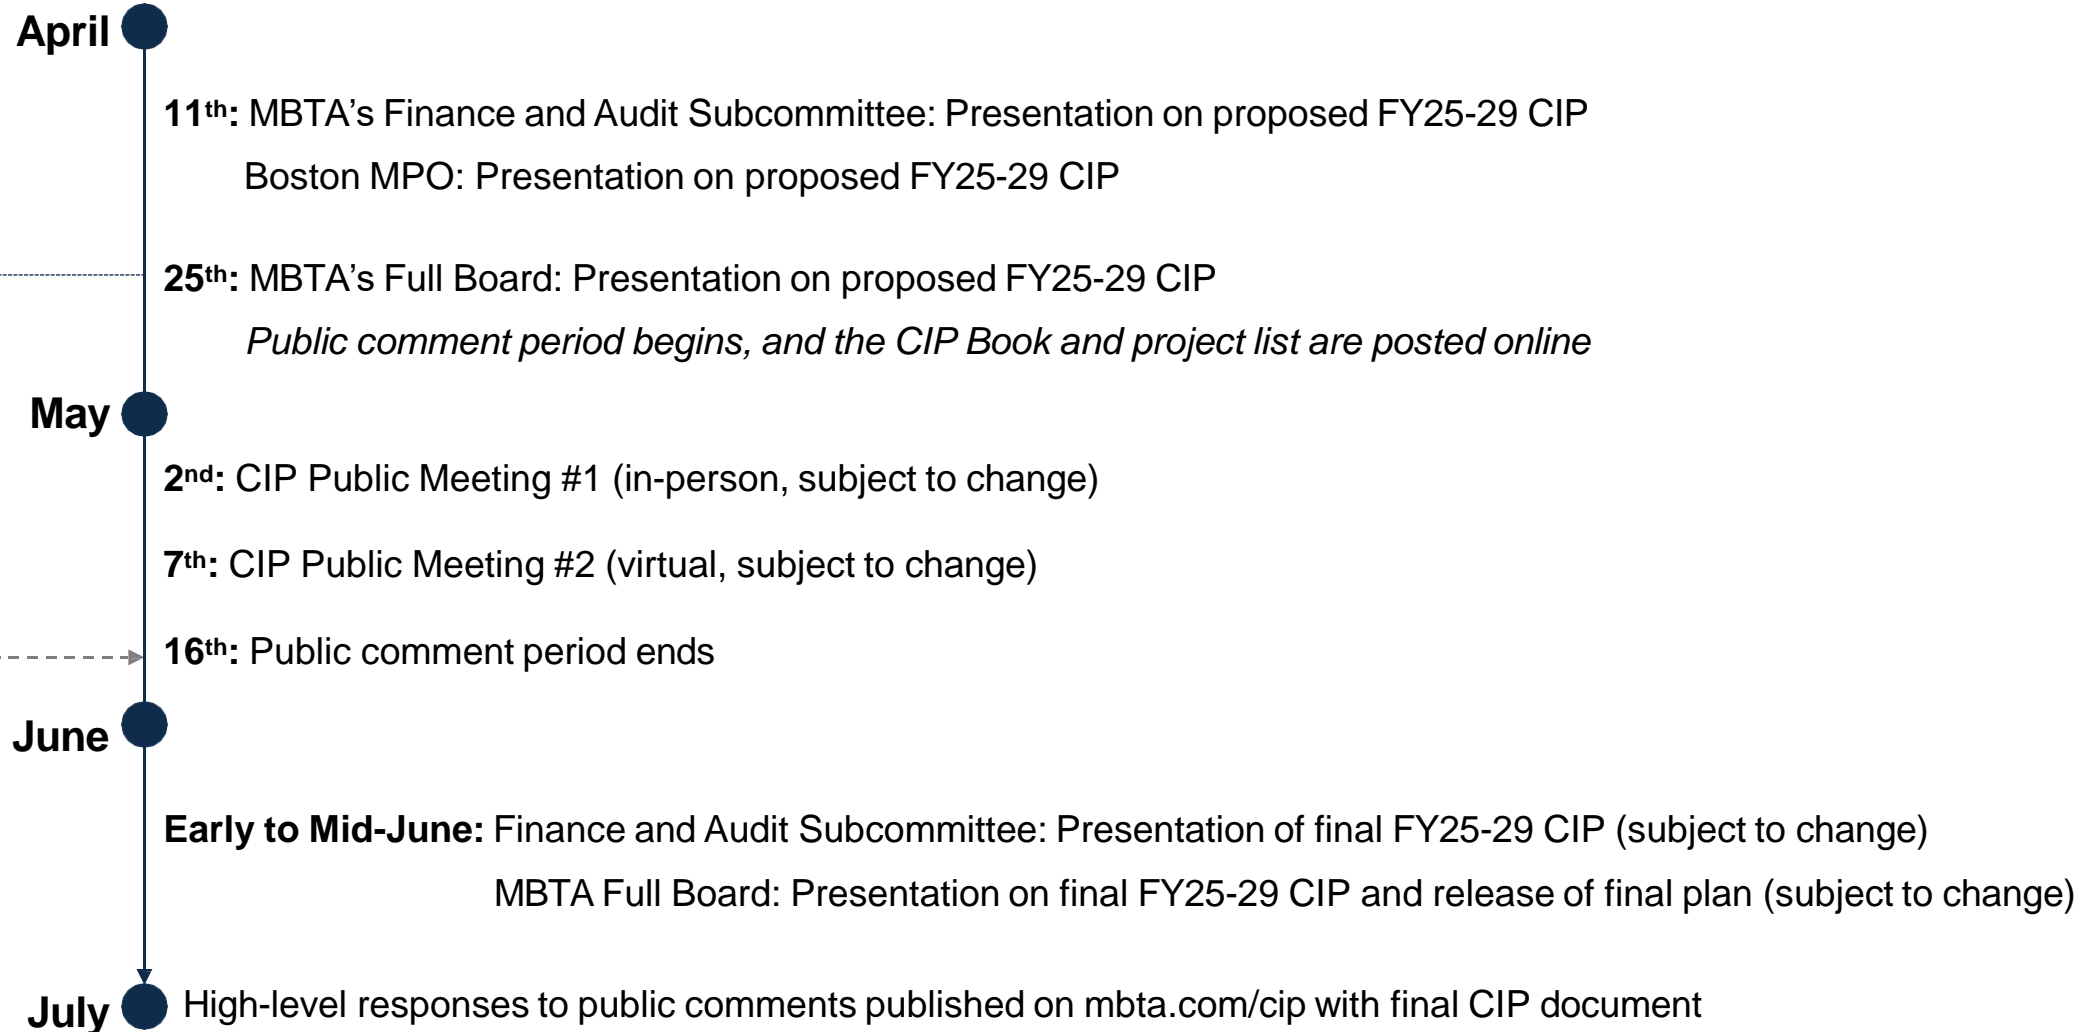 April
11th: MBTA’s Finance and Audit Subcommittee: Presentation on proposed FY25-29 CIP
Boston MPO: Presentation on proposed FY25-29 CIP
25th: MBTA’s Full Board: Presentation on proposed FY25-29 CIP
Public comment period begins, and the CIP Book and project list are posted online
May
2nd: CIP Public Meeting #1 (in-person, subject to change)
7th: CIP Public Meeting #2 (virtual, subject to change)
16th: Public comment period ends
June
Early to Mid-June: Finance and Audit Subcommittee: Presentation of final FY25-29 CIP (subject to change)
MBTA Full Board: Presentation on final FY25-29 CIP and release of final plan (subject to change)
July High-level responses to public comments published on mbta.com/cip with final CIP document